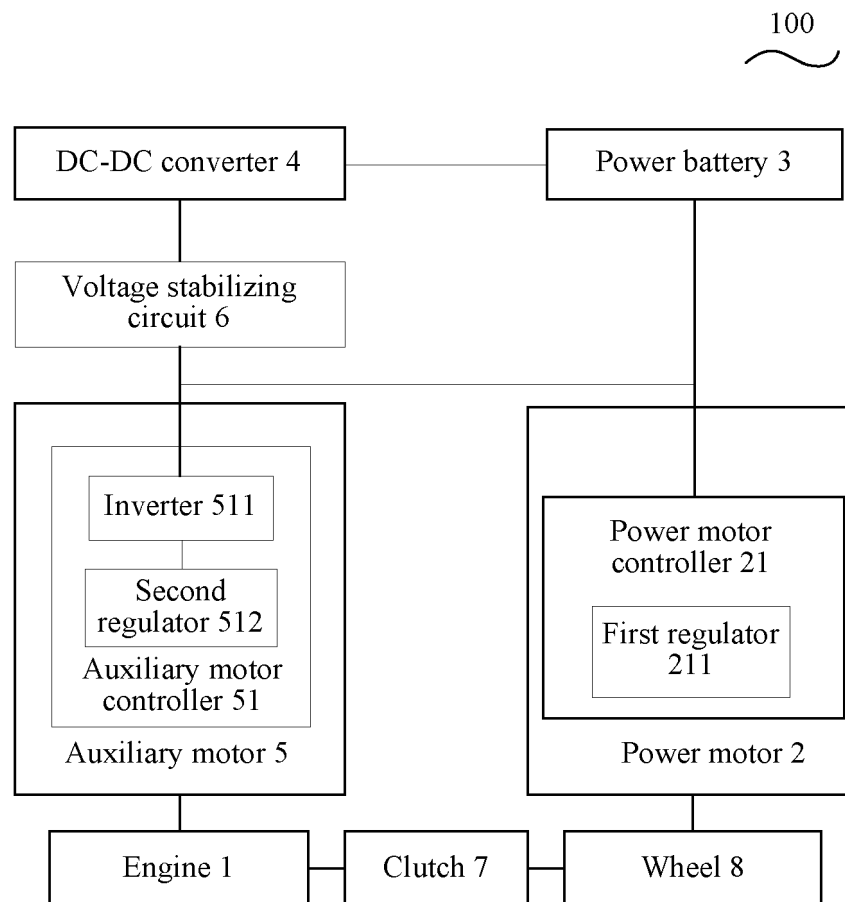 100
DC-DC converter 4
Power battery 3
Voltage stabilizing
circuit 6
Inverter 511
Second
regulator 512
Auxiliary motor
controller 51
Auxiliary motor 5
Power motor
controller 21
First regulator
211
Power motor 2
Engine 1
Clutch 7
Wheel 8